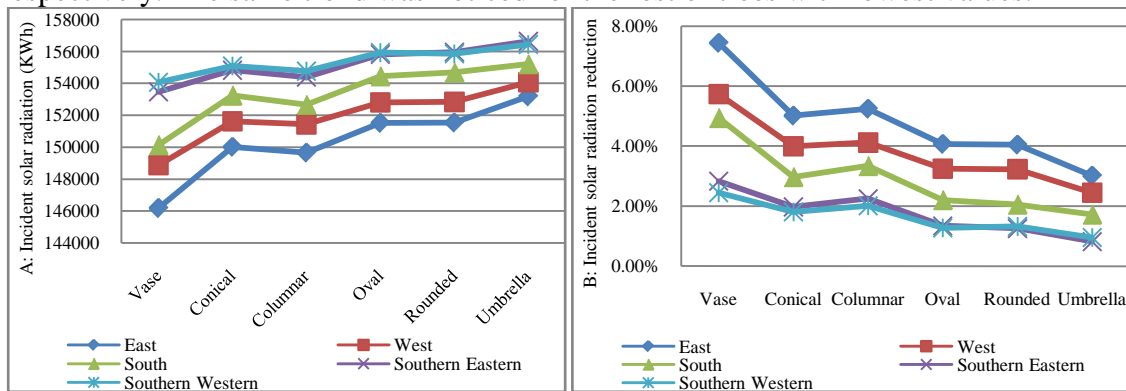 A: Incident solar radiation (KWh)
158000
156000
154000
152000
150000
148000
146000
144000
Vase
Conical
Columnar
Oval
Rounded
Umbrella
East
West
South
Southern Eastern
Southern Western
B: Incident solar radiation reduction
8.00%
6.00%
4.00%
2.00%
0.00%
Vase Conical Columnar Oval Rounded Umbrella
East
West
South
Southern Eastern
Southern Western